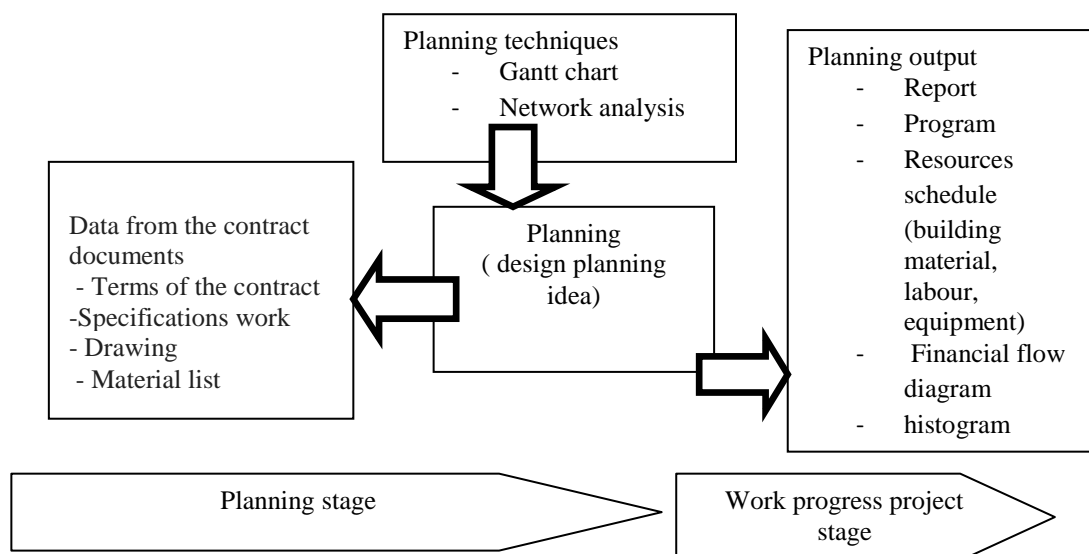 Planning techniques
- Gantt chart
- Network analysis
Planning output
- Report
- Program
- Resources
schedule
(building
material,
labour,
equipment)
- Financial flow
diagram
- histogram
Data from the contract
documents
- Terms of the contract
-Specifications work
- Drawing
- Material list
Planning
( design planning
idea)
Planning stage
Work progress project
stage